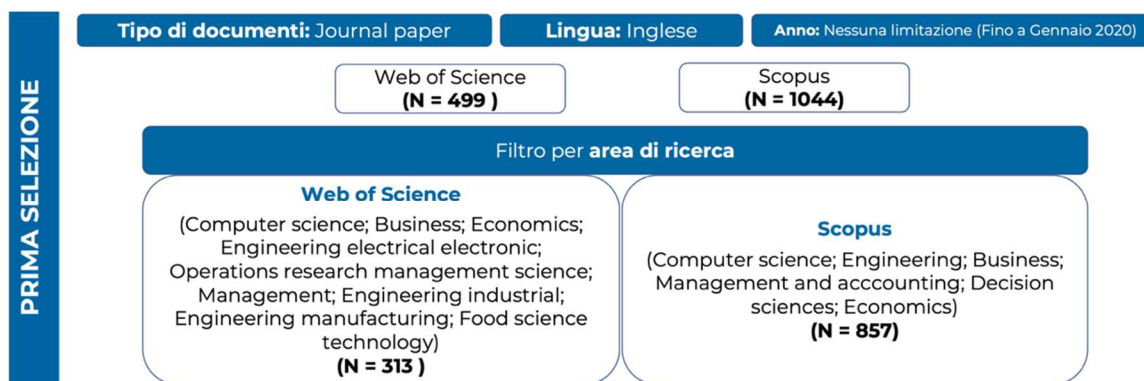 PRIMA SELEZIONE
Tipo di documenti: Journal paper
Lingua: Inglese
Anno: Nessuna limitazione (Fino a Gennaio 2020)
Web of Science
(N = 499 )
Scopus
(N = 1044)
Filtro per area di ricerca
Web of Science
(Computer science; Business; Economics;
Engineering electrical electronic;
Operations research management science;
Management; Engineering industrial;
Engineering manufacturing; Food science
technology)
(N = 313 )
Scopus
(Computer science; Engineering; Business;
Management and acccounting; Decision
sciences; Economics)
(N = 857)